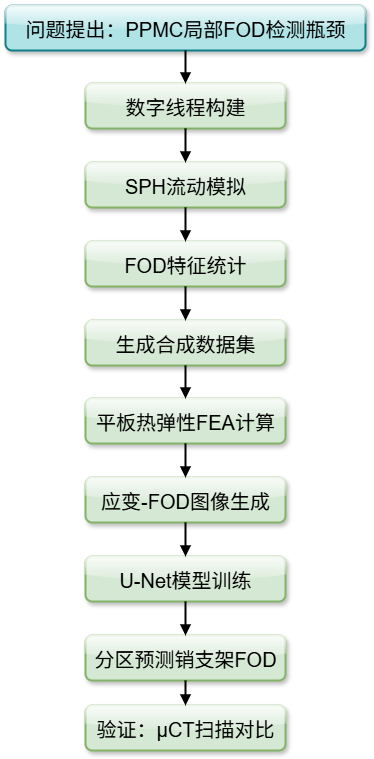 问题提出：PPMC局部FOD检测瓶颈
数字线程构建
SPH流动模拟
FOD特征统计
生成合成数据集
平板热弹性FEA计算
应变-FOD图像生成
U-Net模型训练
分区预测销支架FOD
验证：μCT扫描对比